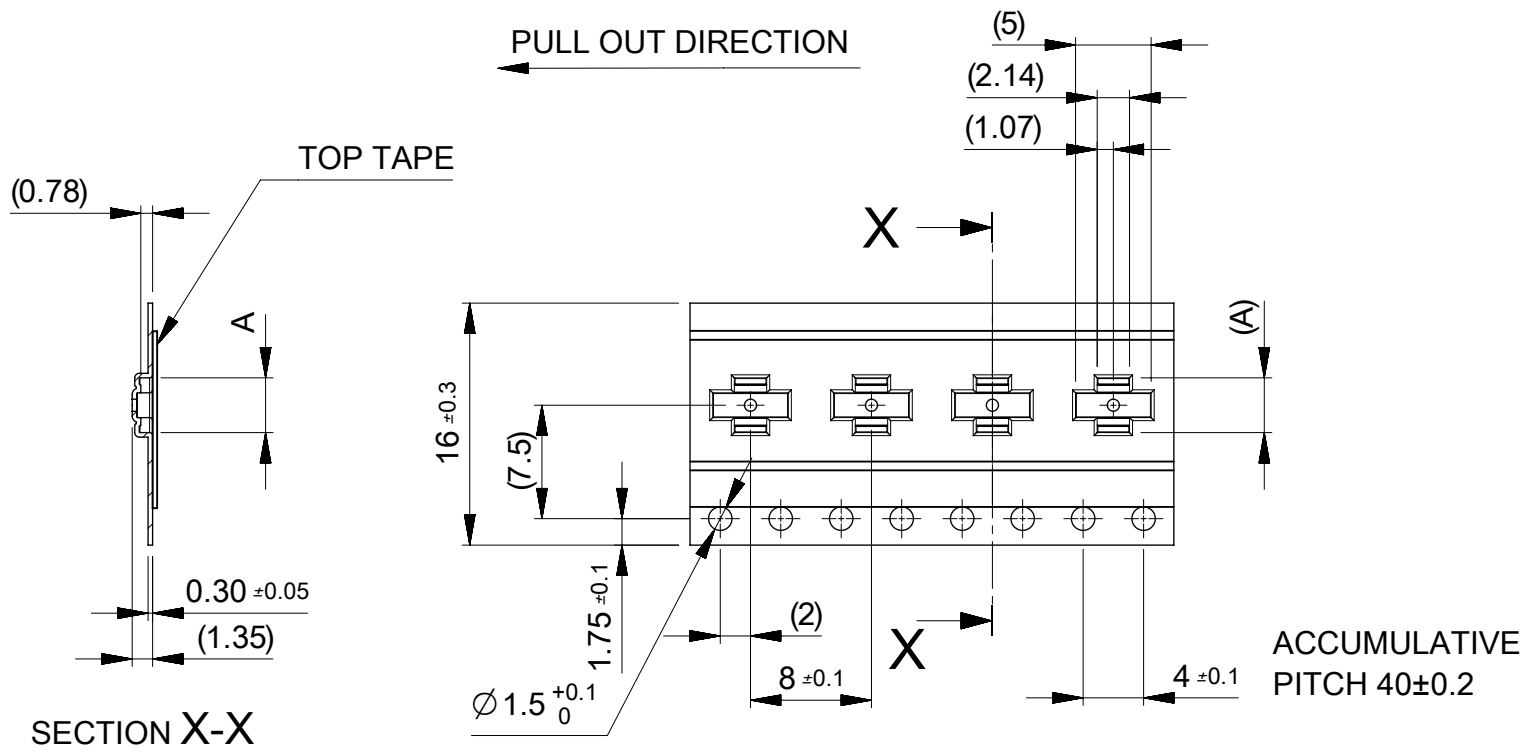 PULL OUT DIRECTION
(5)
(2.14)
(1.07)
TOP TAPE
(0.78)
X
A
(A)
16 ±0.3
(7.5)
1.75 ±0.1
0.30 ±0.05
(1.35)
(2)
X
8 ±0.1
4 ±0.1
ACCUMULATIVE
PITCH 40±0.2
Ø 1.5 +0.1 0
SECTION X-X